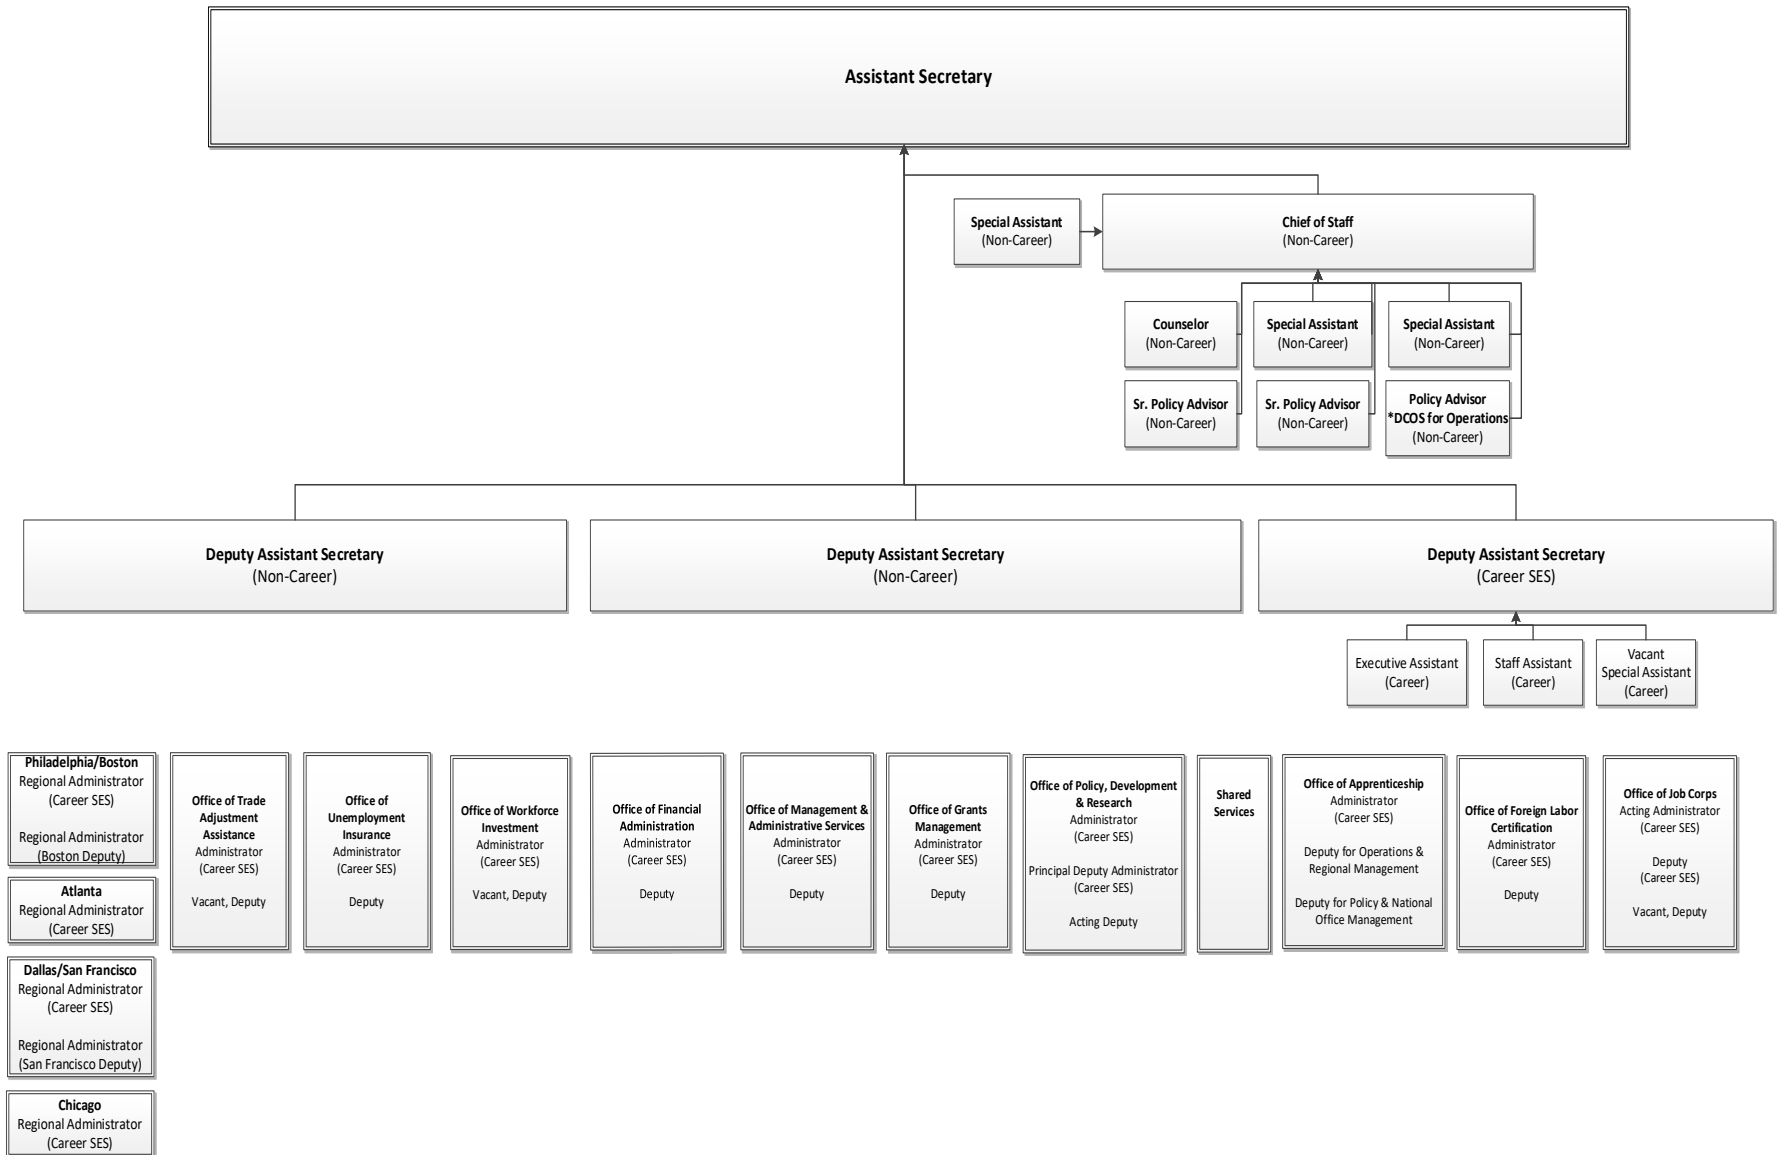 Assistant Secretary
Special Assistant
(Non-Career)
Chief of Staff
(Non-Career)
Counselor
(Non-Career)
Special Assistant
(Non-Career)
Special Assistant
(Non-Career)
Sr. Policy Advisor
(Non-Career)
Sr. Policy Advisor
(Non-Career)
Policy Advisor
*DCOS for Operations
(Non-Career)
Deputy Assistant Secretary
(Non-Career)
Deputy Assistant Secretary
(Non-Career)
Deputy Assistant Secretary
(Career SES)
Executive Assistant
(Career)
Staff Assistant
(Career)
Vacant
Special Assistant
(Career)
Philadelphia/Boston
Regional Administrator
(Career SES)
Regional Administrator
(Boston Deputy)
Atlanta
Regional Administrator
(Career SES)
Dallas/San Francisco
Regional Administrator
(Career SES)
Regional Administrator
(San Francisco Deputy)
Chicago
Regional Administrator
(Career SES)
Office of Trade
Adjustment
Assistance
Administrator
(Career SES)
Vacant, Deputy
Office of
Unemployment
Insurance
Administrator
(Career SES)
Deputy
Office of Workforce
Investment
Administrator
(Career SES)
Vacant, Deputy
Office of Financial
Administration
Administrator
(Career SES)
Deputy
Office of Management &
Administrative Services
Administrator
(Career SES)
Deputy
Office of Grants
Management
Administrator
(Career SES)
Deputy
Office of Policy, Development
& Research
Administrator
(Career SES)
Principal Deputy Administrator
(Career SES)
Acting Deputy
Shared
Services
Office of Apprenticeship
Administrator
(Career SES)
Deputy for Operations &
Regional Management
Deputy for Policy & National
Office Management
Office of Foreign Labor
Certification
Administrator
(Career SES)
Deputy
Office of Job Corps
Acting Administrator
(Career SES)
Deputy
(Career SES)
Vacant, Deputy